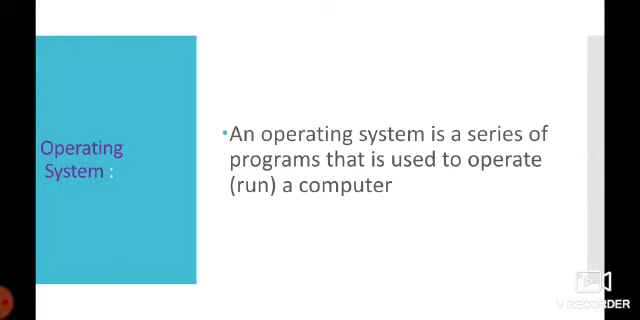 Operating
System :
•An operating system is a series of
programs that is used to operate
(run) a computer
V RECORDER